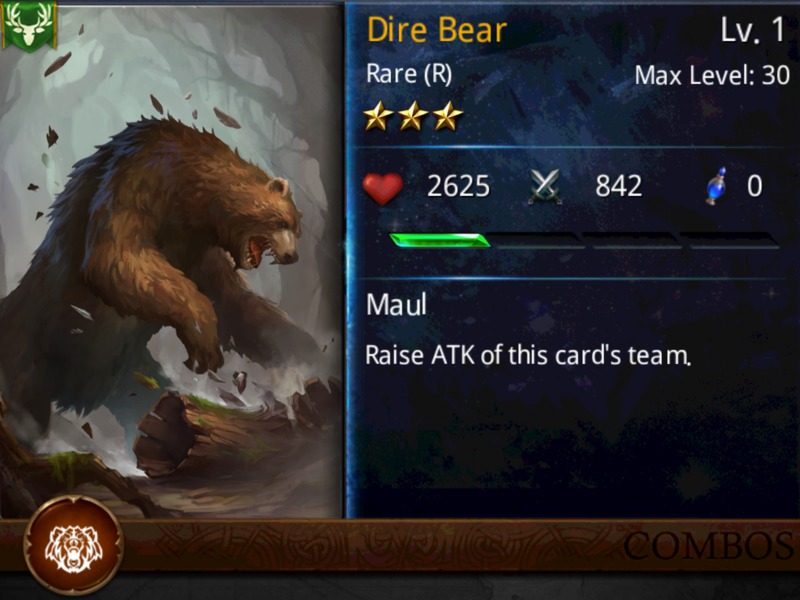 Dire Bear Lv. 1
Rare (R) Max Level: 30
2625 842 0
Maul
Raise ATK of this card's team.
COMBOS